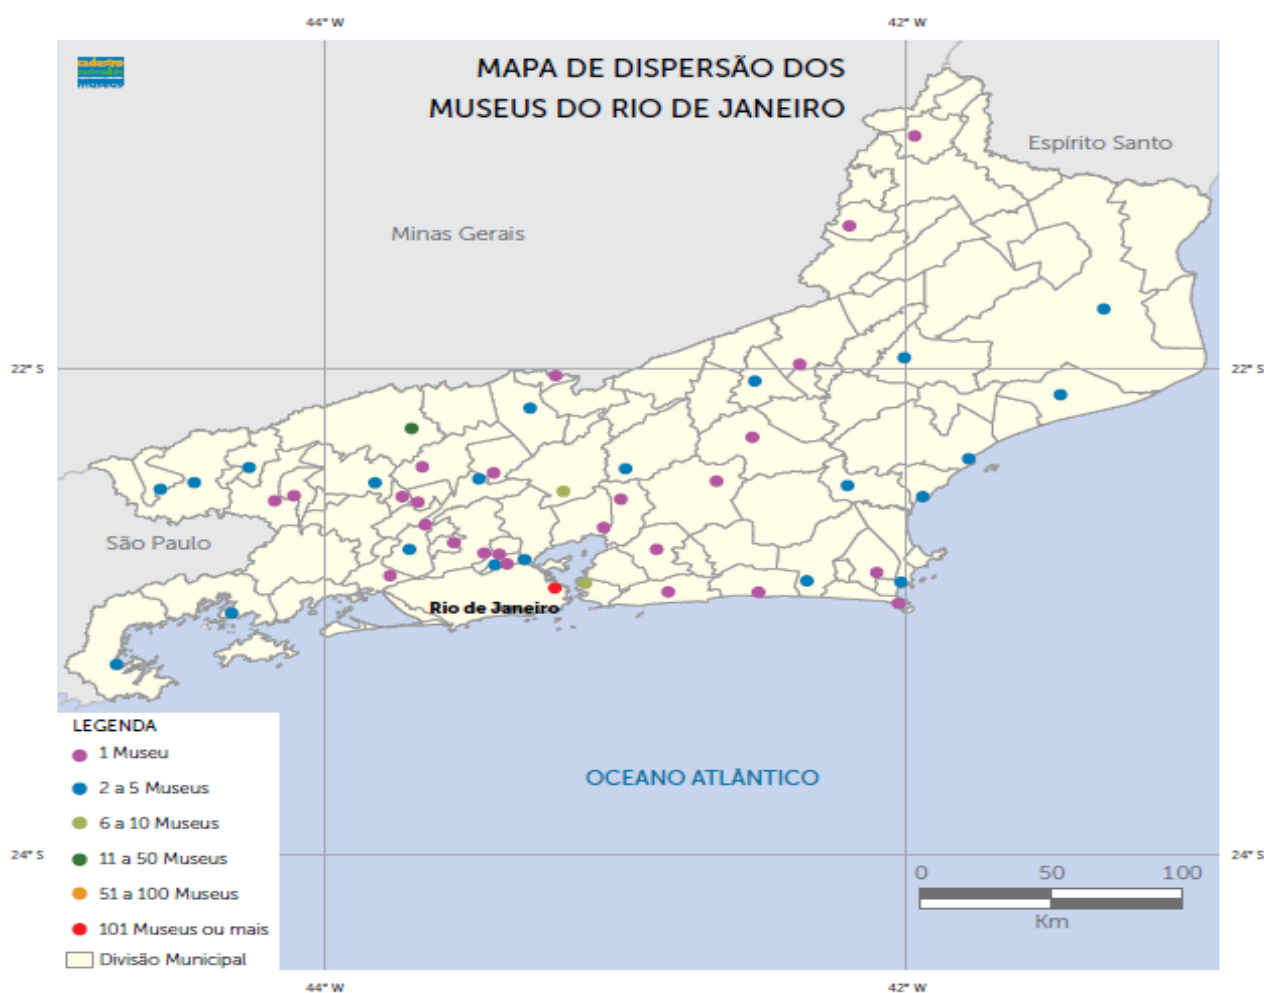 44° W
42° W
cadastro
museus
MAPA DE DISPERSÃO DOS
MUSEUS DO RIO DE JANEIRO
Espírito Santo
Minas Gerais
22° S
22° S
São Paulo
Rio de Janeiro
LEGENDA
1 Museu
2 a 5 Museus
6 a 10 Museus
11 a 50 Museus
51 a 100 Museus
101 Museus ou mais
Divisão Municipal
OCEANO ATLÂNTICO
24° S
24° S
0 50 100
Km
44° W
42° W